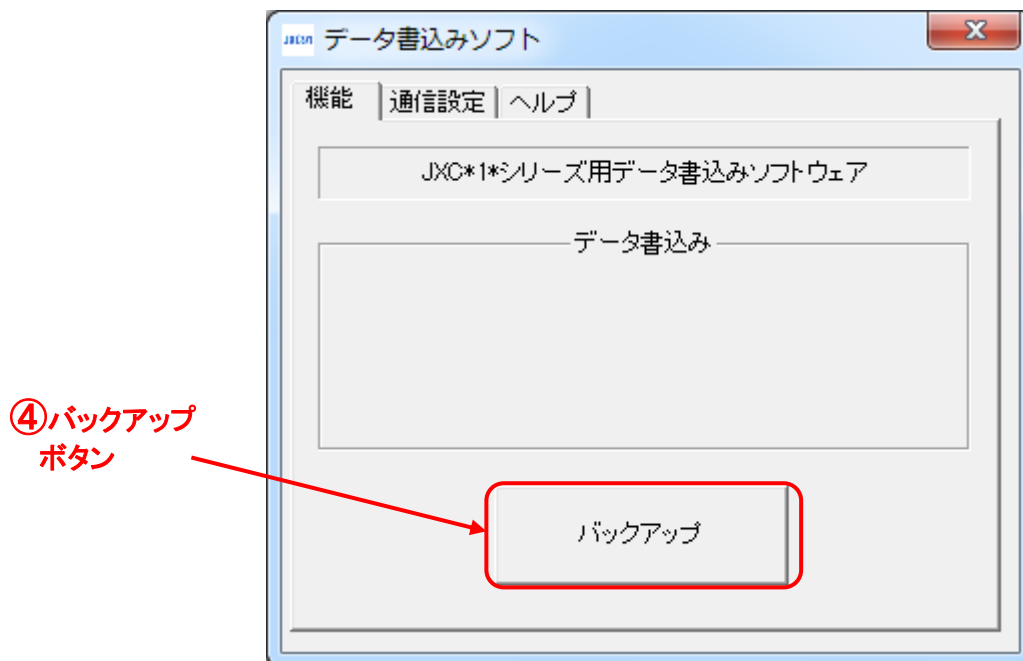 データ書込みソフト
機能 通信設定 ヘルプ
JXC*1*シリーズ用データ書込みソフトウェア
データ書込み
④バックアップ
ボタン
バックアップ